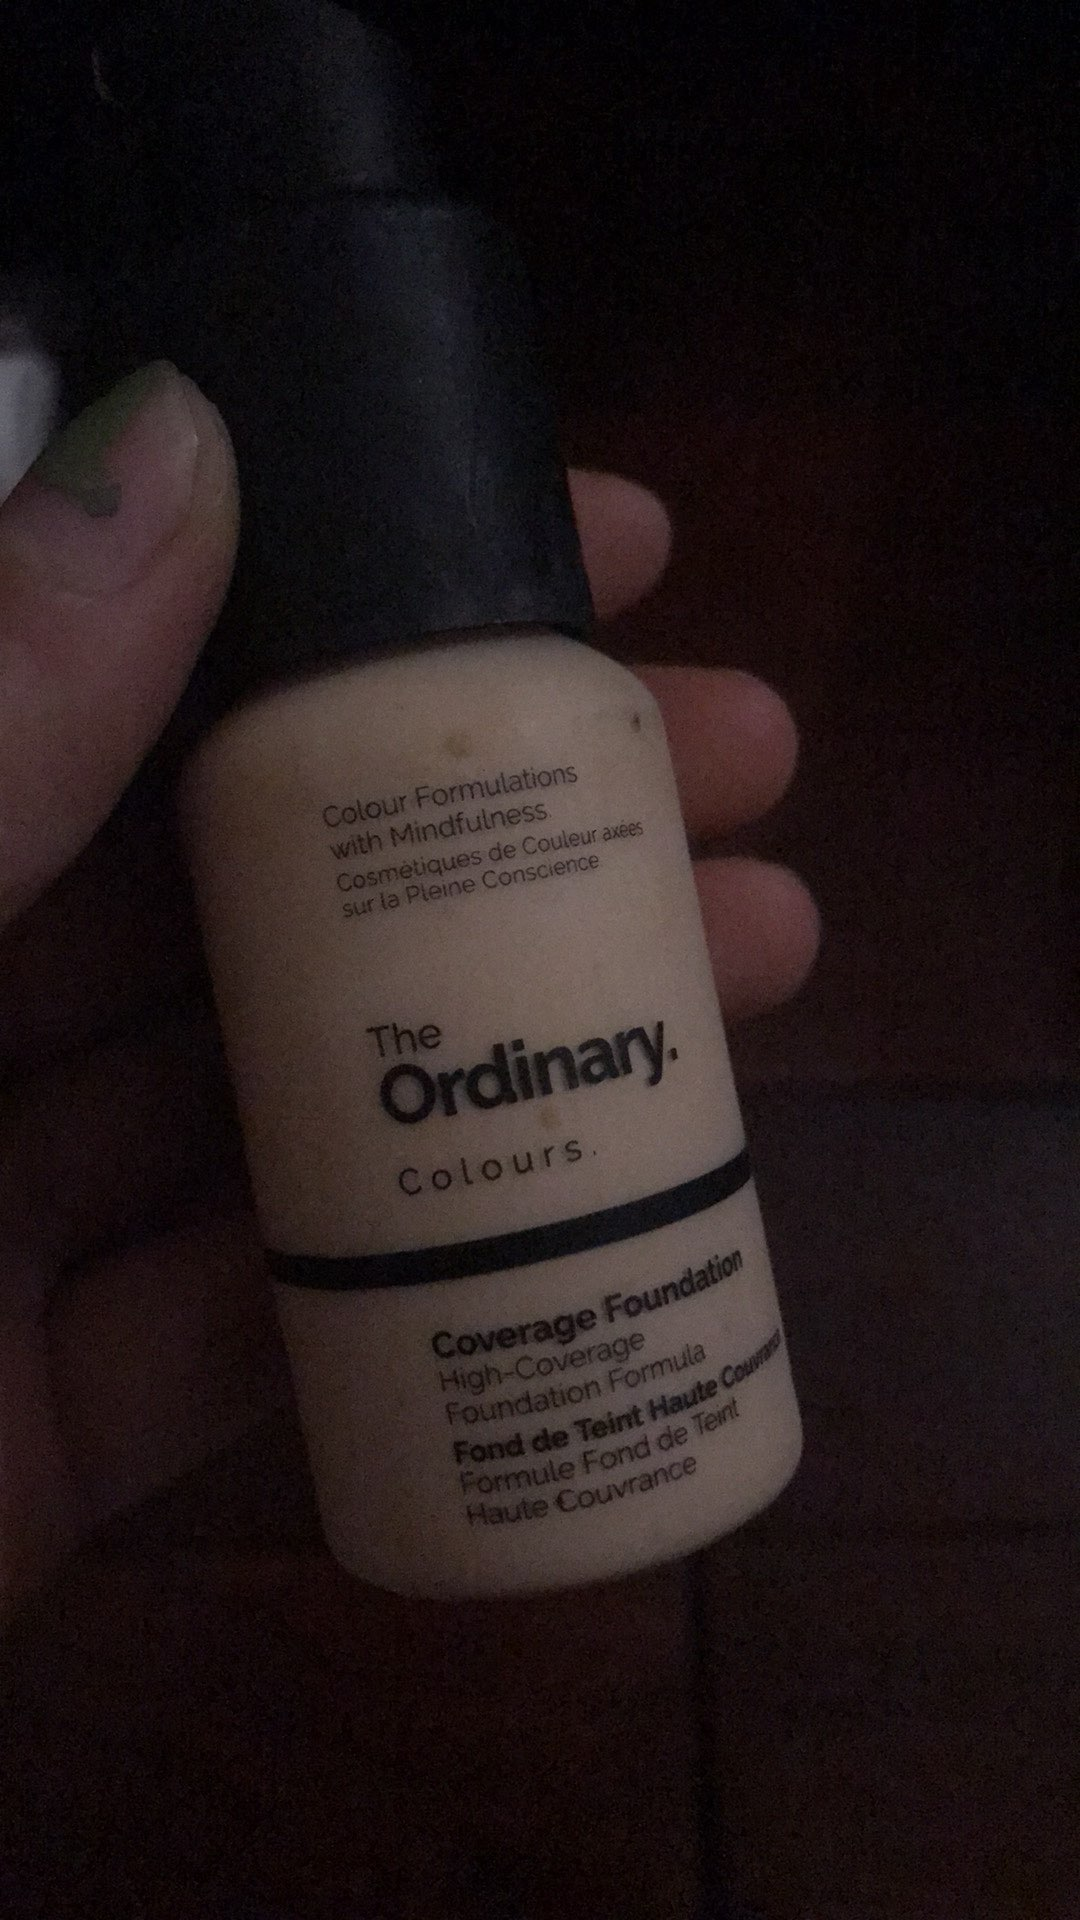 Colour Formulations
with Mindfulness.
Cosmétiques de Couleur axées
sur la Pleine Conscience
The
Ordinary.
Colours.
Coverage Foundation
High-Coverage
Foundation Formula
Fond de Teint Haute Couvrance
Formule Fond de Teint
Haute Couvrance